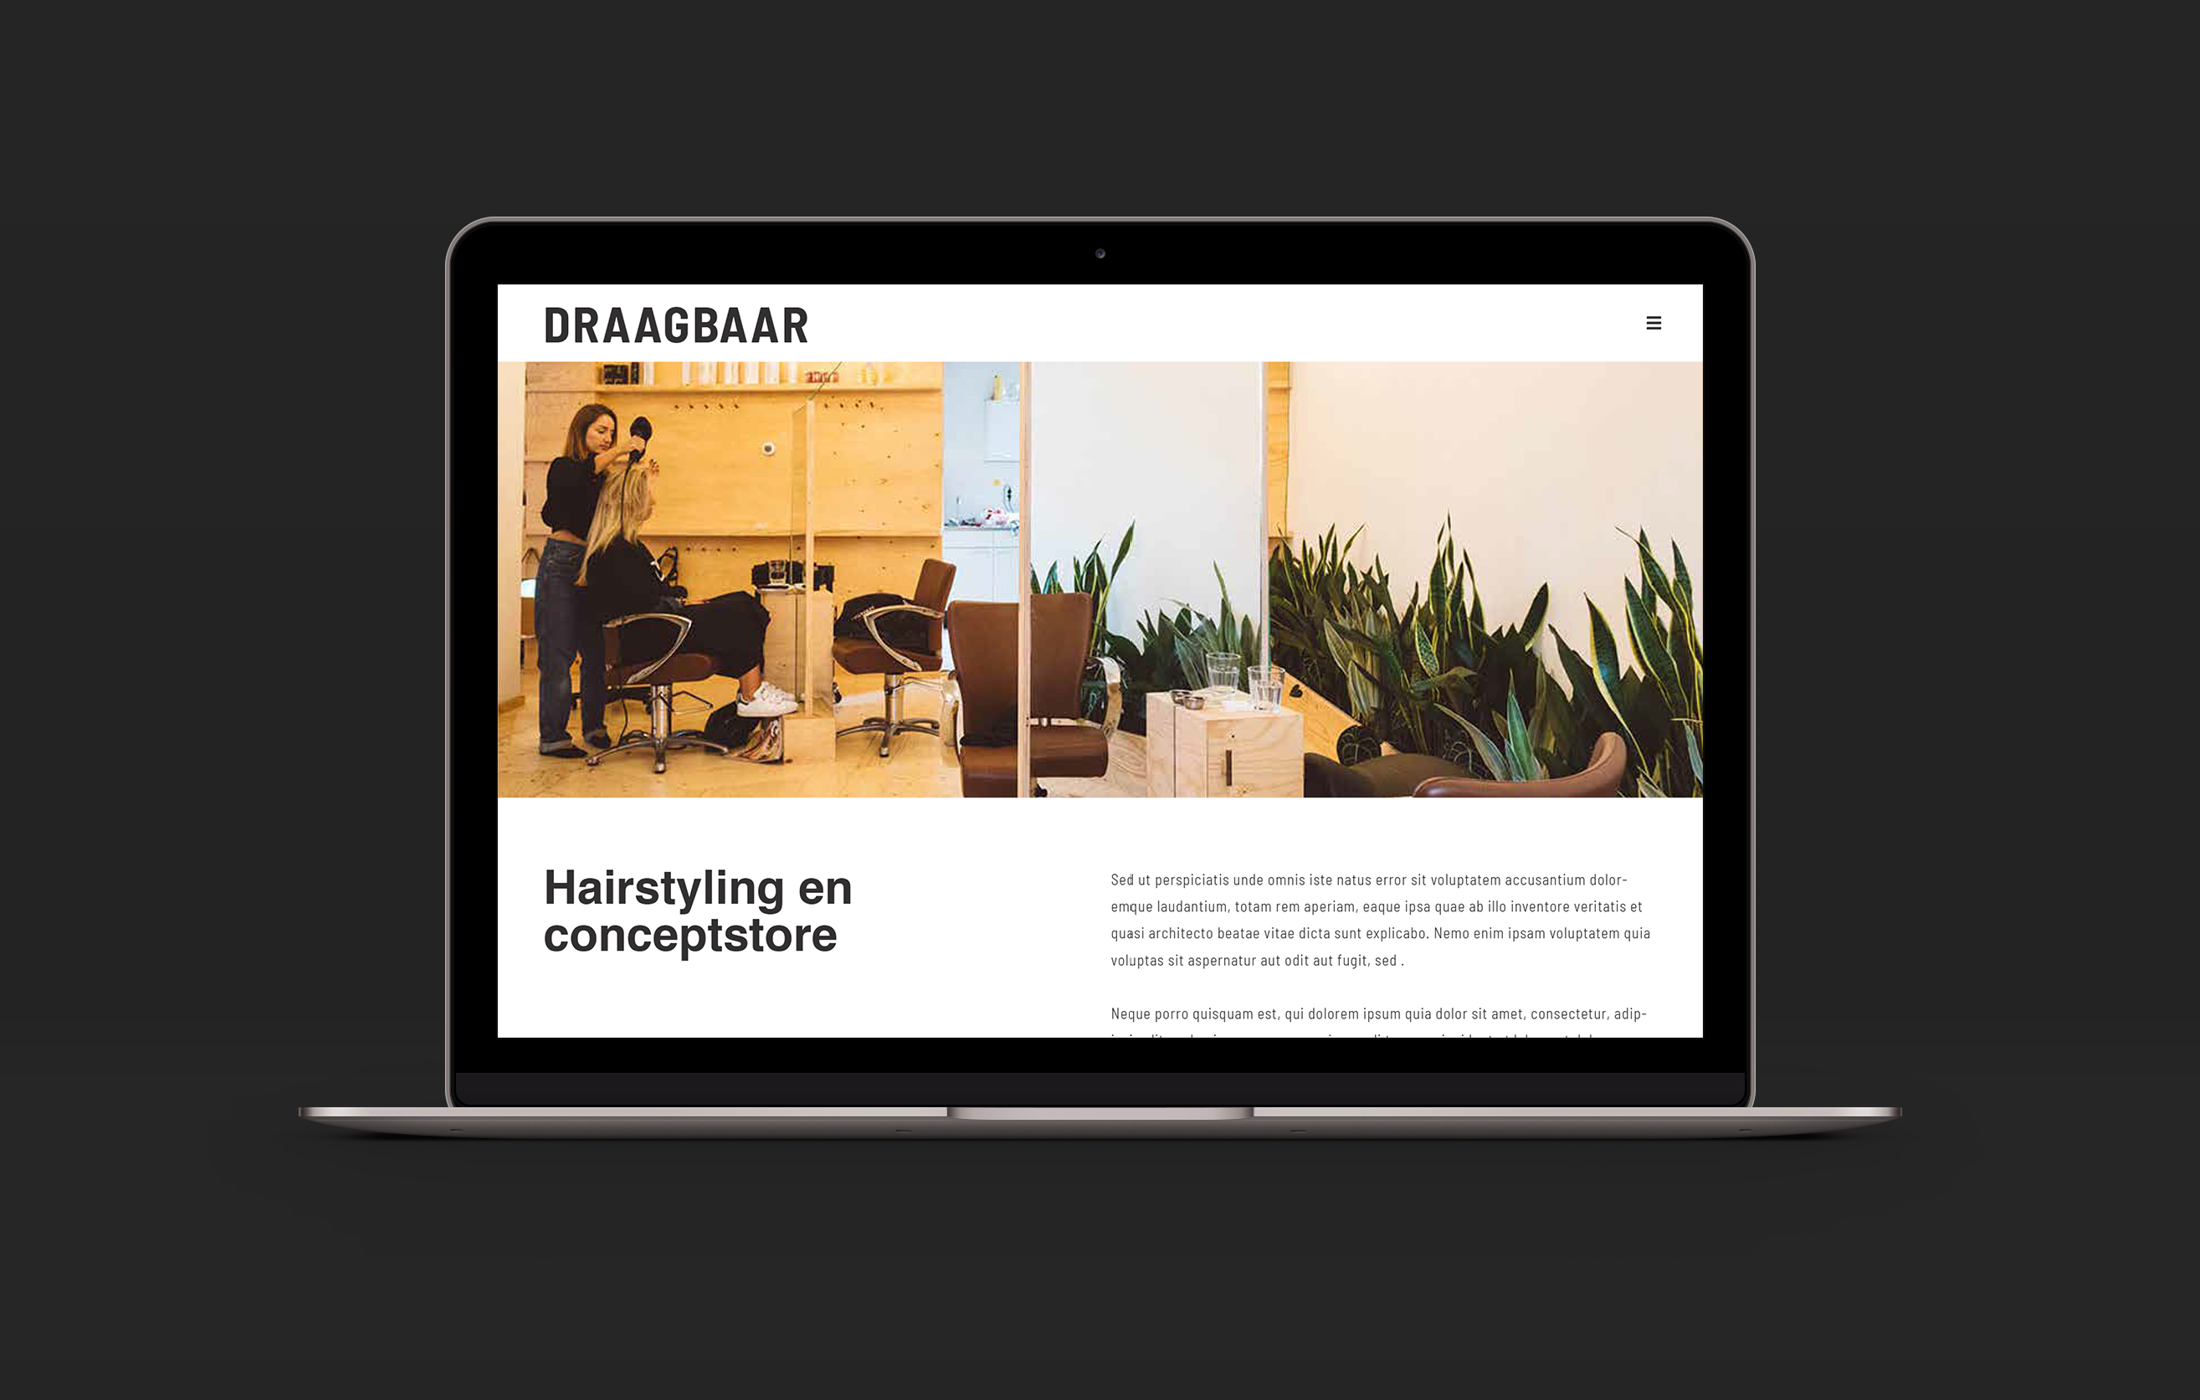 DRAAGBAAR
Hairstyling en
conceptstore
Sed ut perspiciatis unde omnis iste natus error sit voluptatem accusantium dolor-
emque laudantium, totam rem aperiam, eaque ipsa quae ab illo inventore veritatis et
quasi architecto beatae vitae dicta sunt explicabo. Nemo enim ipsam voluptatem quia
voluptas sit aspernatur aut odit aut fugit, sed .
Neque porro quisquam est, qui dolorem ipsum quia dolor sit amet, consectetur, adip-